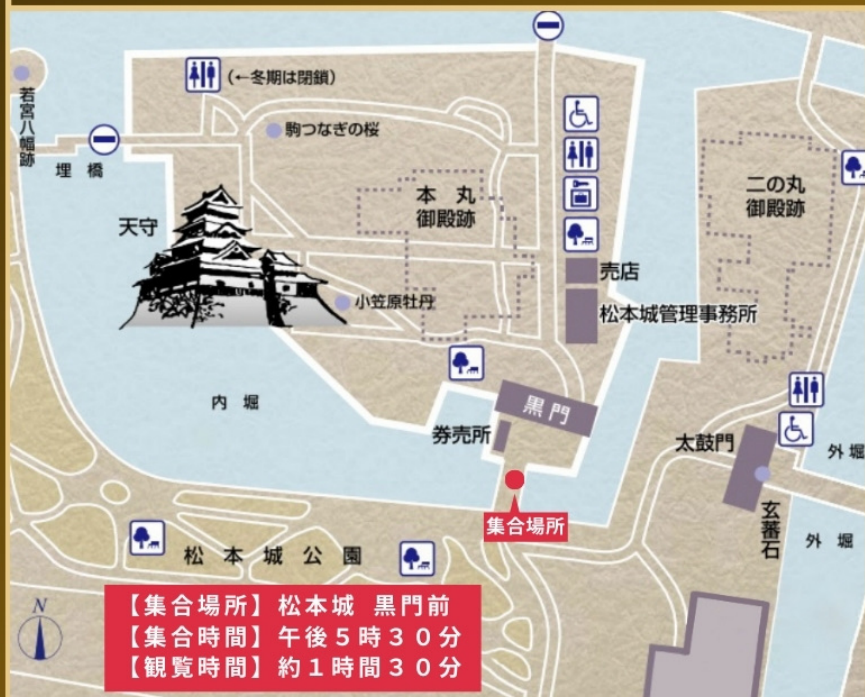 (←冬期は閉鎖)
若宮八幡跡
駒つなぎの桜
埋橋
本丸
御殿跡
二の丸
御殿跡
天守
売店
小笠原牡丹
松本城管理事務所
内堀
黒門
券売所
太鼓門
外堀
集合場所
玄蕃石
外堀
松本城公園
N
【集合場所】松本城 黒門前
【集合時間】午後5時30分
【観覧時間】約1時間30分